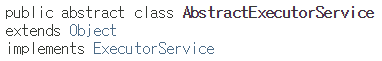 public abstract class AbstractExecutorService
extends Object
implements ExecutorService